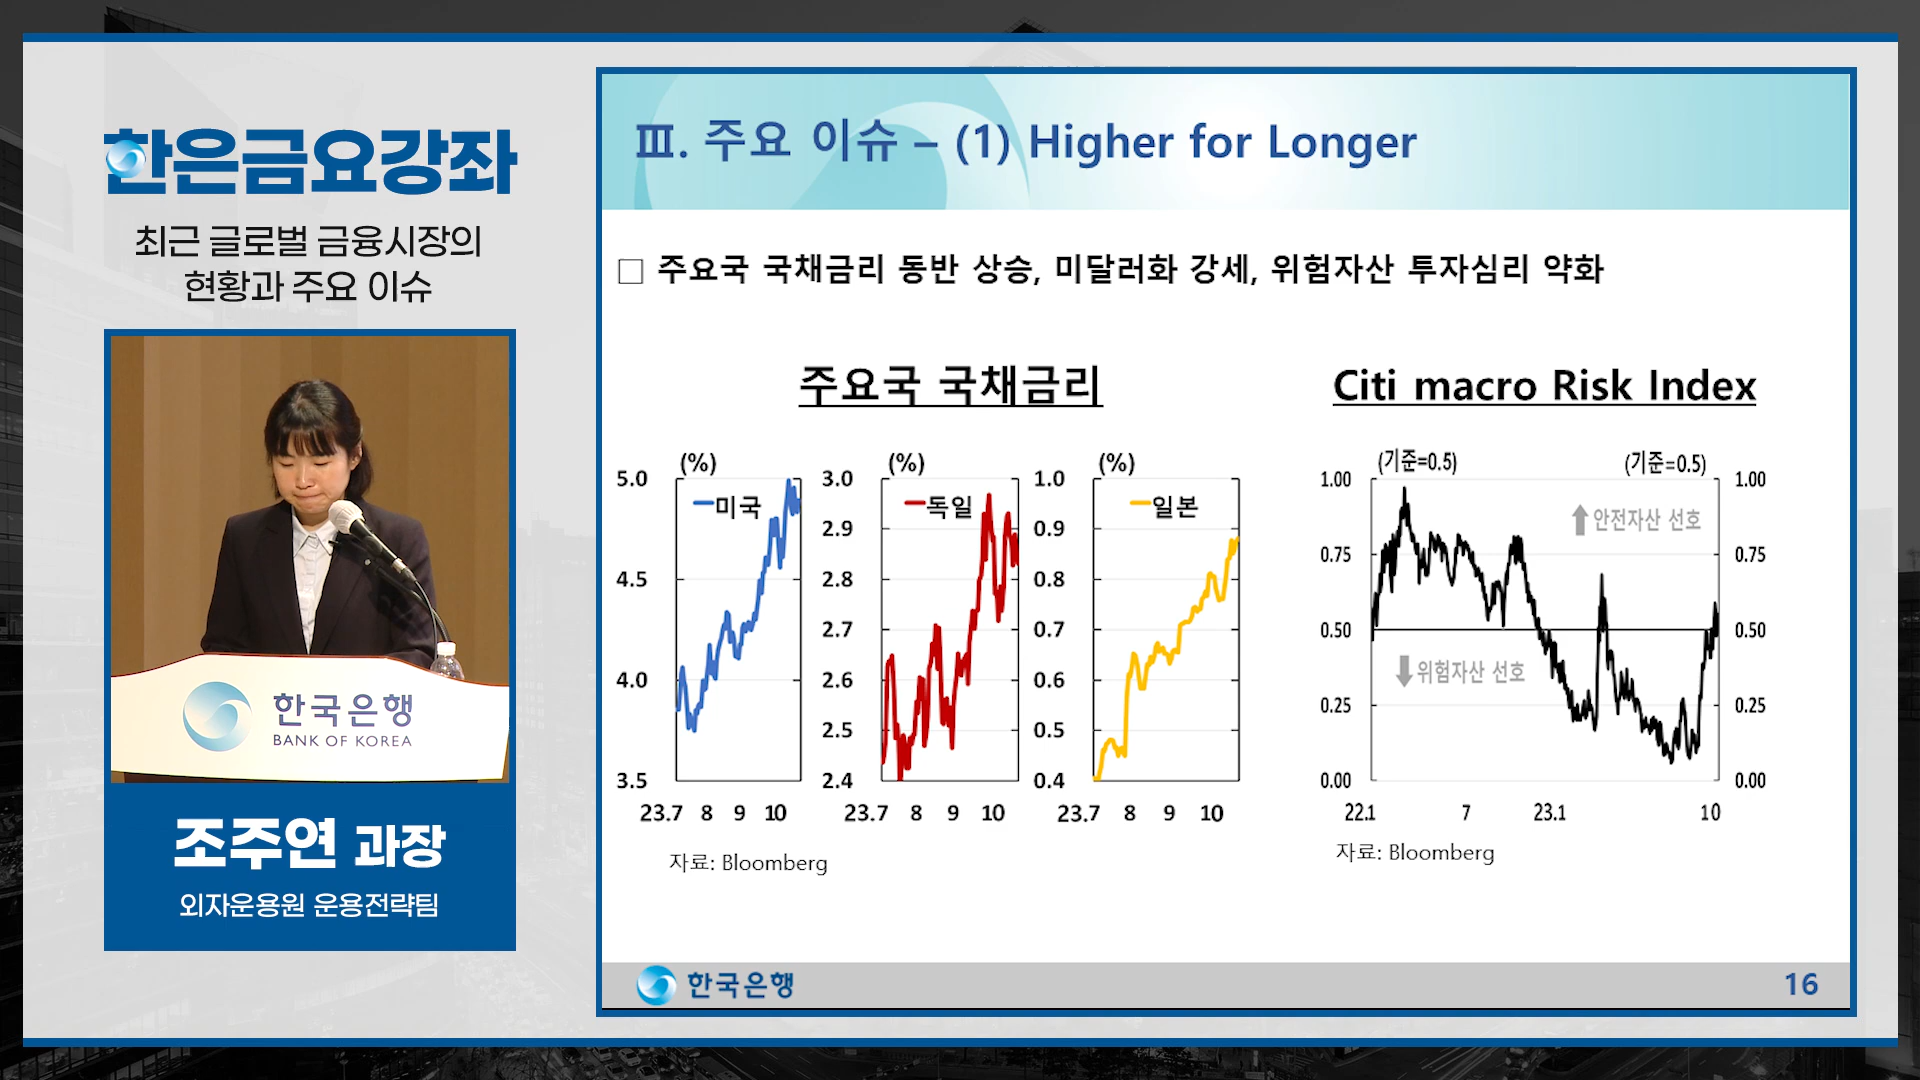 한은금요강좌
최근 글로벌 금융시장의
현황과 주요 이슈
한국은행
BANK OF KOREA
조주연 과장
외자운용원 운용전략팀
Ⅲ. 주요 이슈 – (1) Higher for Longer
□ 주요국 국채금리 동반 상승, 미달러화 강세, 위험자산 투자심리 약화
주요국 국채금리
(%)
5.0
4.5
4.0
3.5
미국
23.7 8 9 10
(%)
3.0
2.9
2.8
2.7
2.6
2.5
2.4
독일
23.7 8 9 10
(%)
1.0
0.9
0.8
0.7
0.6
0.5
0.4
일본
23.7 8 9 10
자료: Bloomberg
Citi macro Risk Index
(기준=0.5) (기준=0.5)
1.00
0.75
0.50
0.25
0.00
안전자산 선호
위험자산 선호
1.00
0.75
0.50
0.25
0.00
22.1 7 23.1 10
자료: Bloomberg
한국은행
16